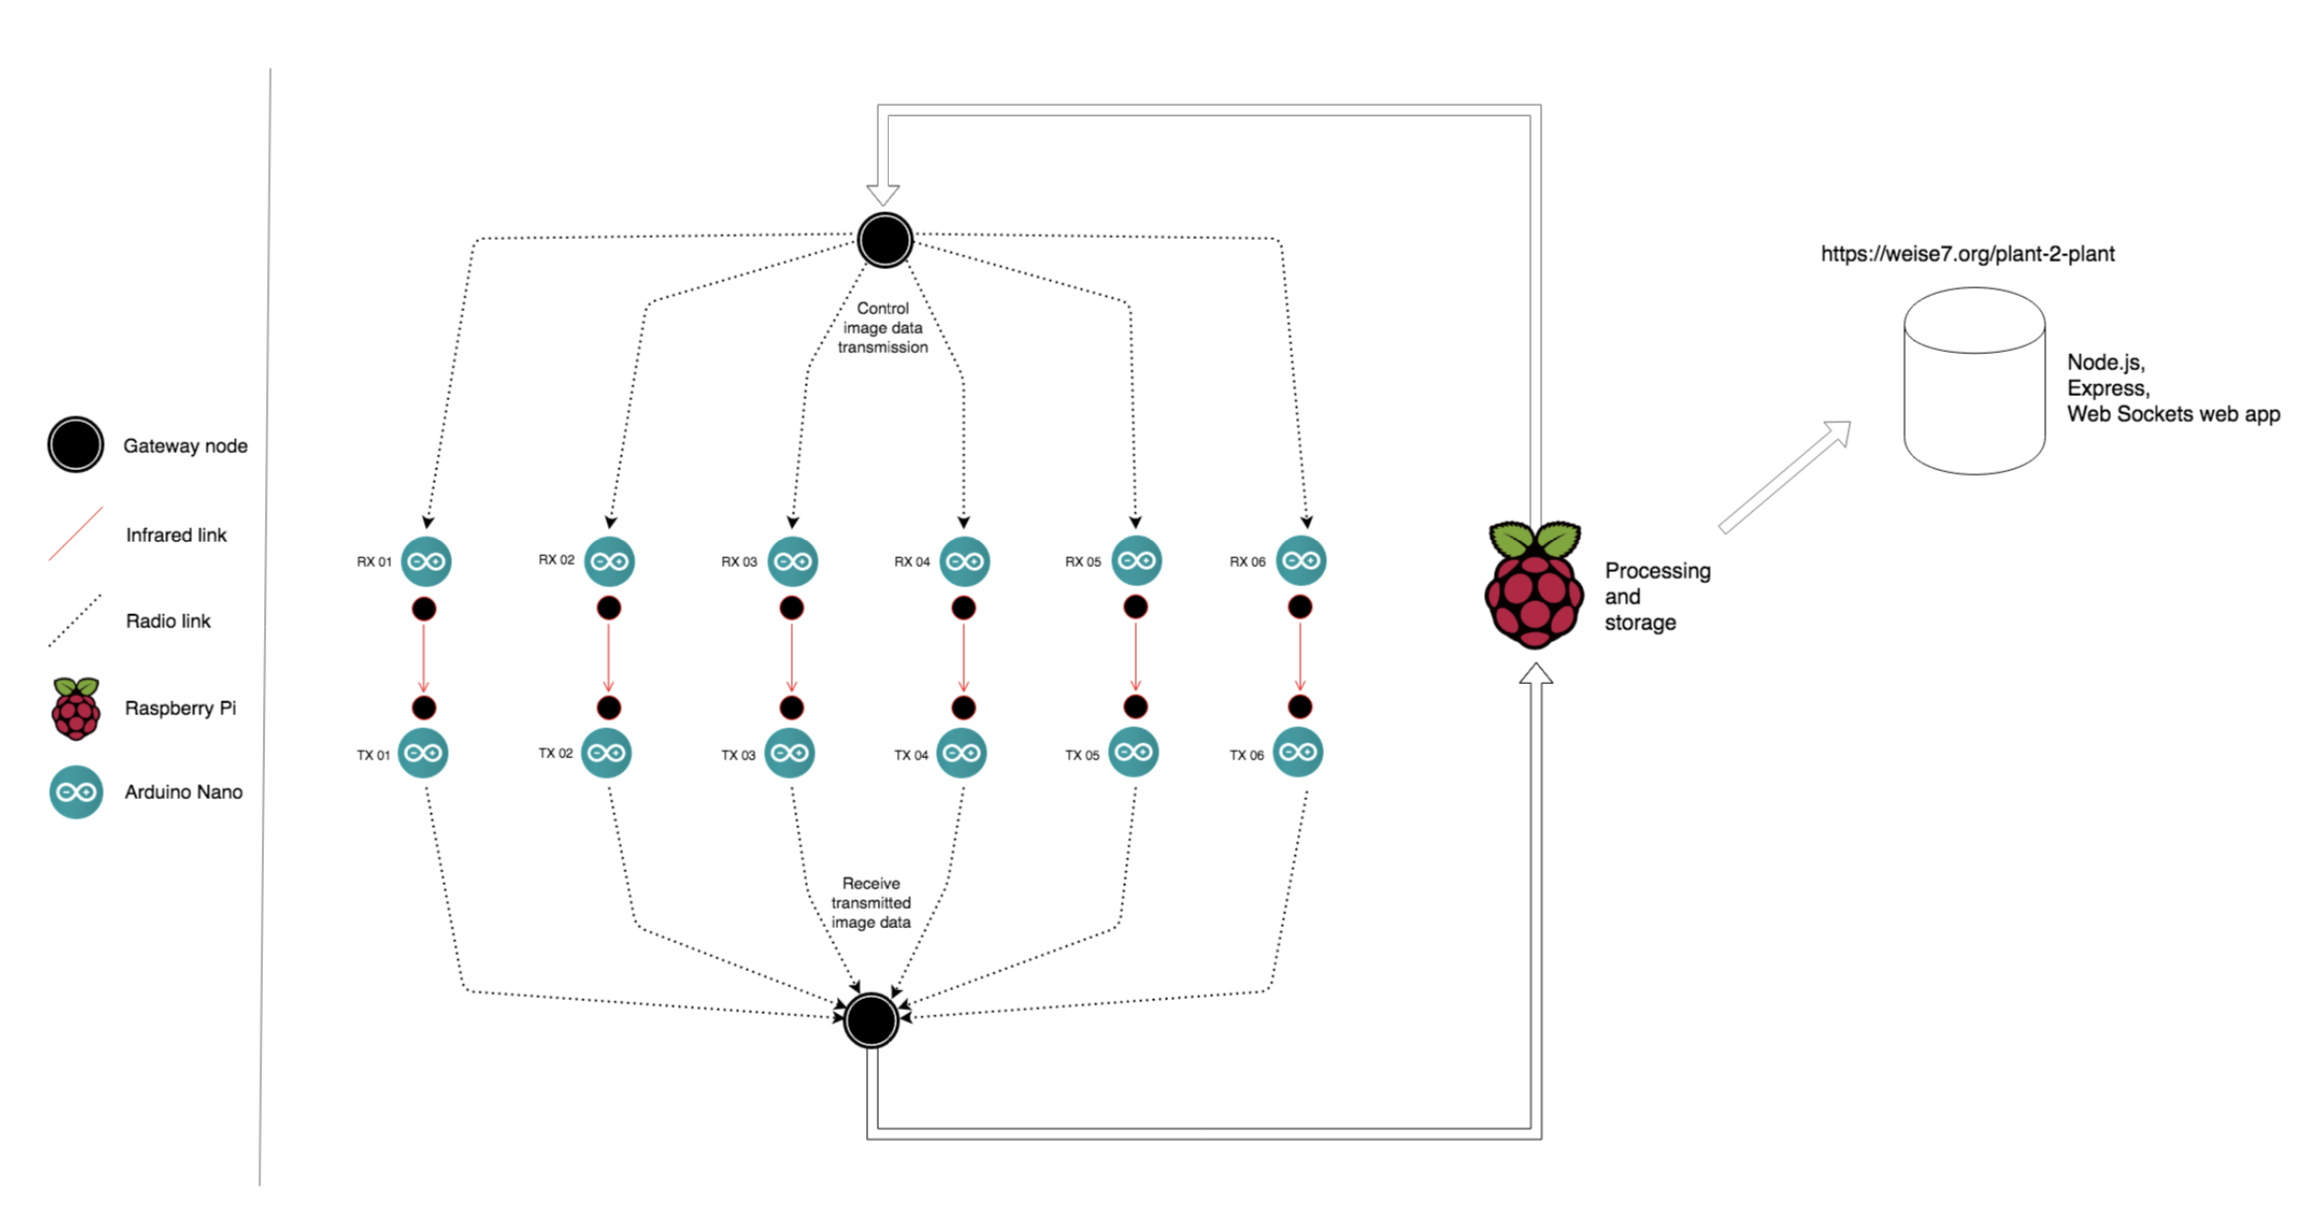 Gateway node
Infrared link
Radio link
Raspberry Pi
Arduino Nano
Control
image data
transmission
RX 01
RX 02
RX 03
RX 04
RX 05
RX 06
TX 01
TX 02
TX 03
TX 04
TX 05
TX 06
Receive
transmitted
image data
Processing
and
storage
https://weise7.org/plant-2-plant
Node.js,
Express,
Web Sockets web app